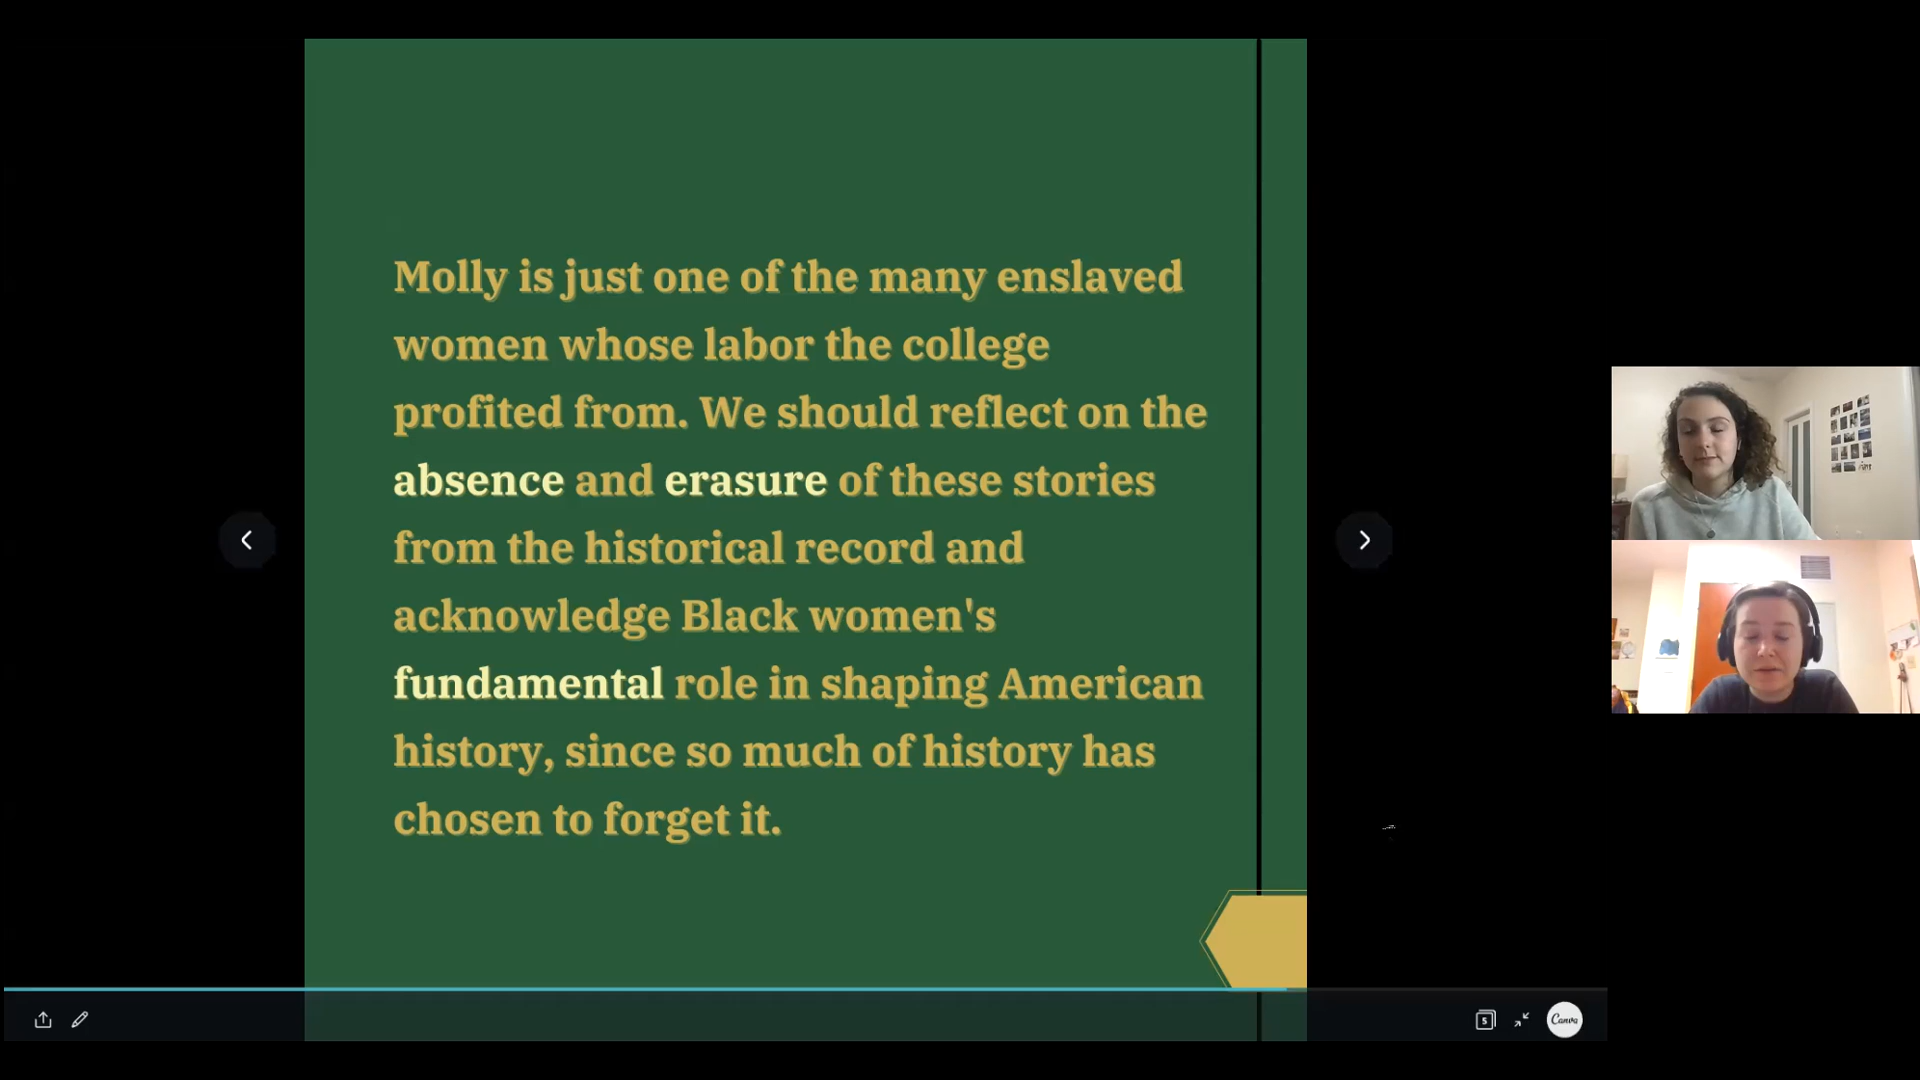 Molly is just one of the many enslaved
women whose labor the college
profited from. We should reflect on the
absence and erasure of these stories
from the historical record and
acknowledge Black women's
fundamental role in shaping American
history, since so much of history has
chosen to forget it.
5
Canva